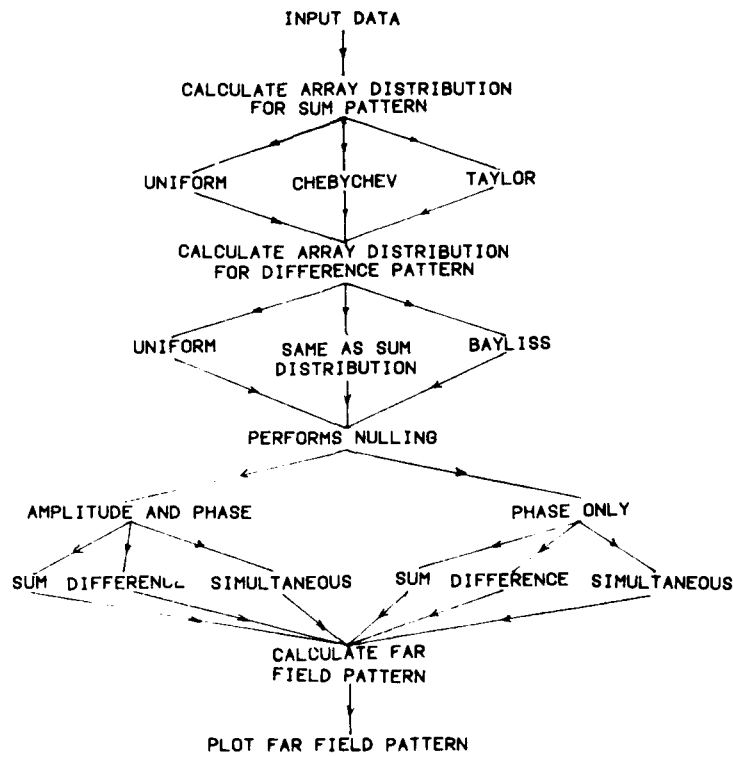 INPUT DATA
CALCULATE ARRAY DISTRIBUTION
FOR SUM PATTERN
UNIFORM CHEBYCHEV TAYLOR
CALCULATE ARRAY DISTRIBUTION
FOR DIFFERENCE PATTERN
UNIFORM SAME AS SUM BAYLISS
DISTRIBUTION
PERFORMS NULLING
AMPLITUDE AND PHASE PHASE ONLY
SUM DIFFERENCE SIMULTANEOUS SUM DIFFERENCE SIMULTANEOUS
CALCULATE FAR
FIELD PATTERN
PLOT FAR FIELD PATTERN